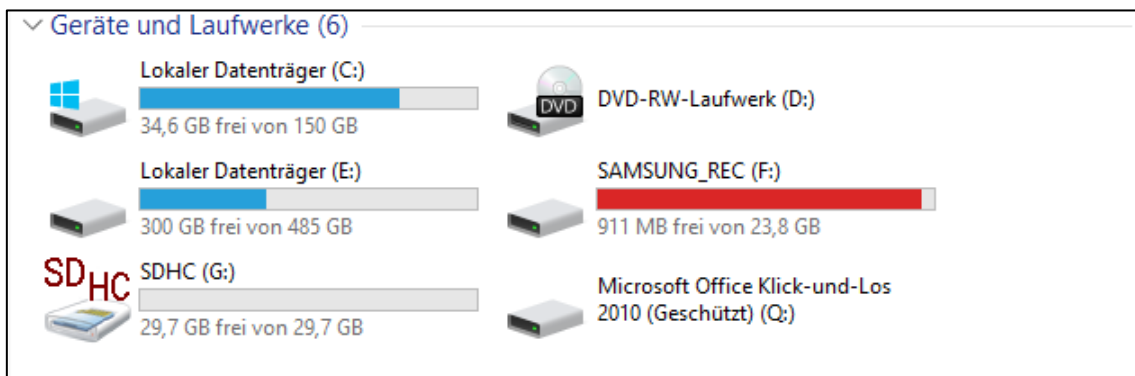 Geräte und Laufwerke (6)
Lokaler Datenträger (C:)
34,6 GB frei von 150 GB
DVD
DVD-RW-Laufwerk (D:)
Lokaler Datenträger (E:)
300 GB frei von 485 GB
SAMSUNG_REC (F:)
911 MB frei von 23,8 GB
SDHC
SDHC (G:)
29,7 GB frei von 29,7 GB
Microsoft Office Klick-und-Los
2010 (Geschützt) (Q:)